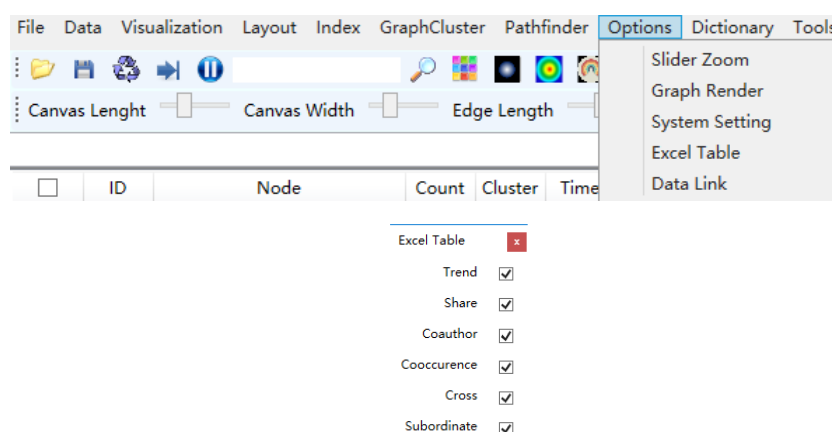 File Data Visualization Layout Index GraphCluster Pathfinder Options Dictionary Tools
Slider Zoom
Graph Render
Canvas Lenght Canvas Width Edge Length
System Setting
Excel Table
ID Node Count Cluster Time
Data Link
Excel Table x
Trend
Share
Coauthor
Cooccurence
Cross
Subordinate